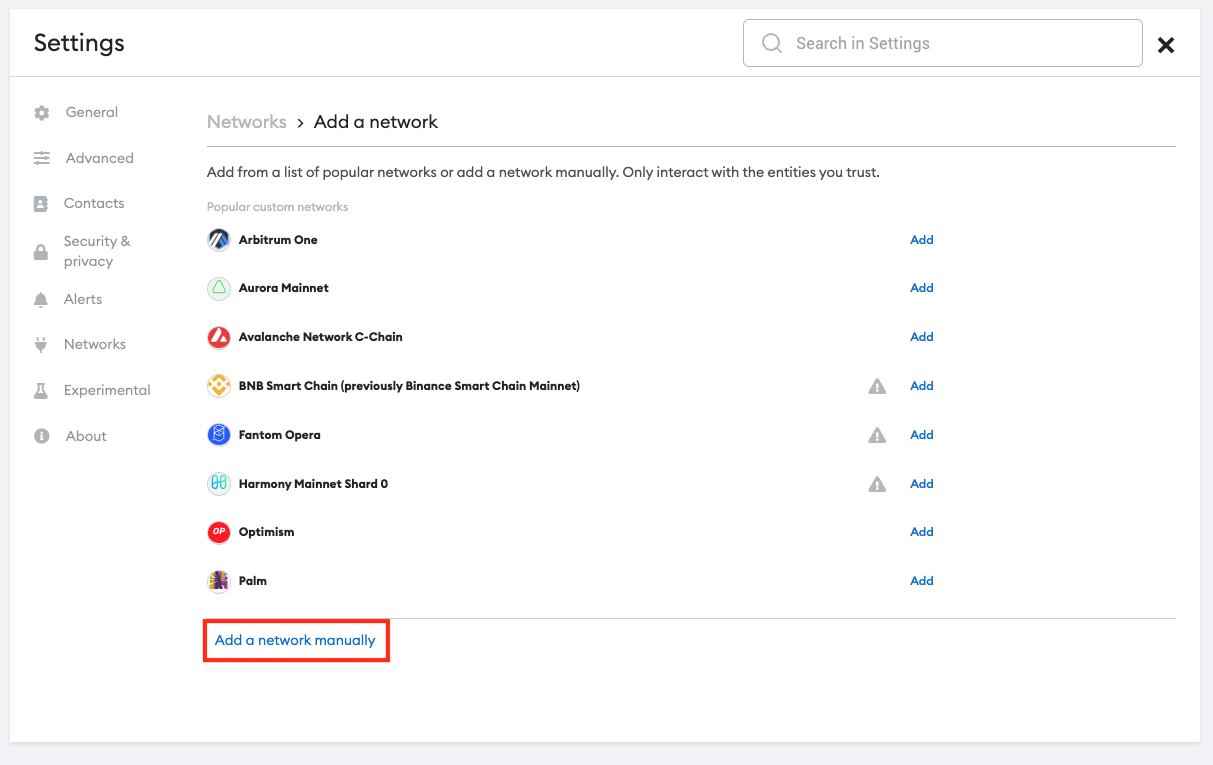 Settings
Search in Settings
General
Advanced
Contacts
Security &
privacy
Alerts
Networks
Experimental
About
Networks > Add a network
Add from a list of popular networks or add a network manually. Only interact with the entities you trust.
Popular custom networks
Arbitrum One Add
Aurora Mainnet Add
Avalanche Network C-Chain Add
BNB Smart Chain (previously Binance Smart Chain Mainnet) Add
Fantom Opera Add
Harmony Mainnet Shard 0 Add
OP Optimism Add
Palm Add
Add a network manually